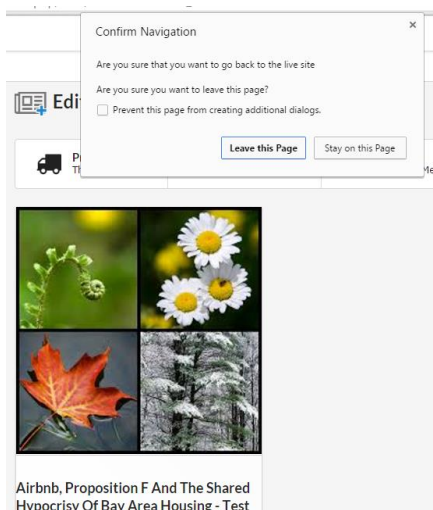 Confirm Navigation
×
Are you sure that you want to go back to the live site
Are you sure you want to leave this page?
Prevent this page from creating additional dialogs.
Leave this Page
Stay on this Page
Edi
P
Th
Me
Airbnb, Proposition F And The Shared
Hypocrisy Of Bay Area Housing - Test